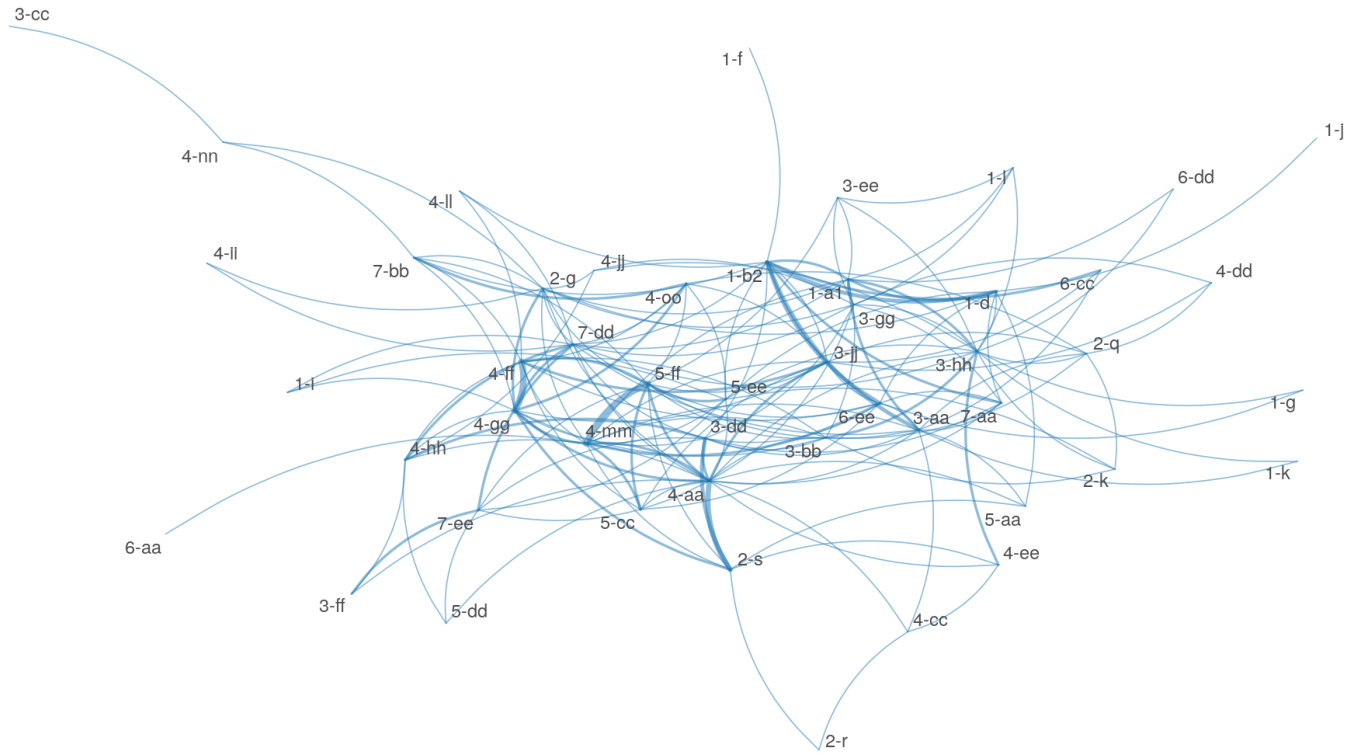 3-cc
1-f
1-j
4-nn
3-ee
1-l
6-dd
4-ll
4-ll
7-bb
2-g
4-jj
1-b2
1-a1
6-cc
4-dd
4-oo
1-d
3-gg
7-dd
3-jj
2-q
3-hh
4-ff
5-ff
5-ee
1-i
1-g
4-gg
4-mm
3-dd
6-ee
3-aa
7-aa
4-hh
3-bb
2-k
1-k
4-aa
7-ee
5-cc
5-aa
6-aa
2-s
4-ee
3-ff
5-dd
4-cc
2-r